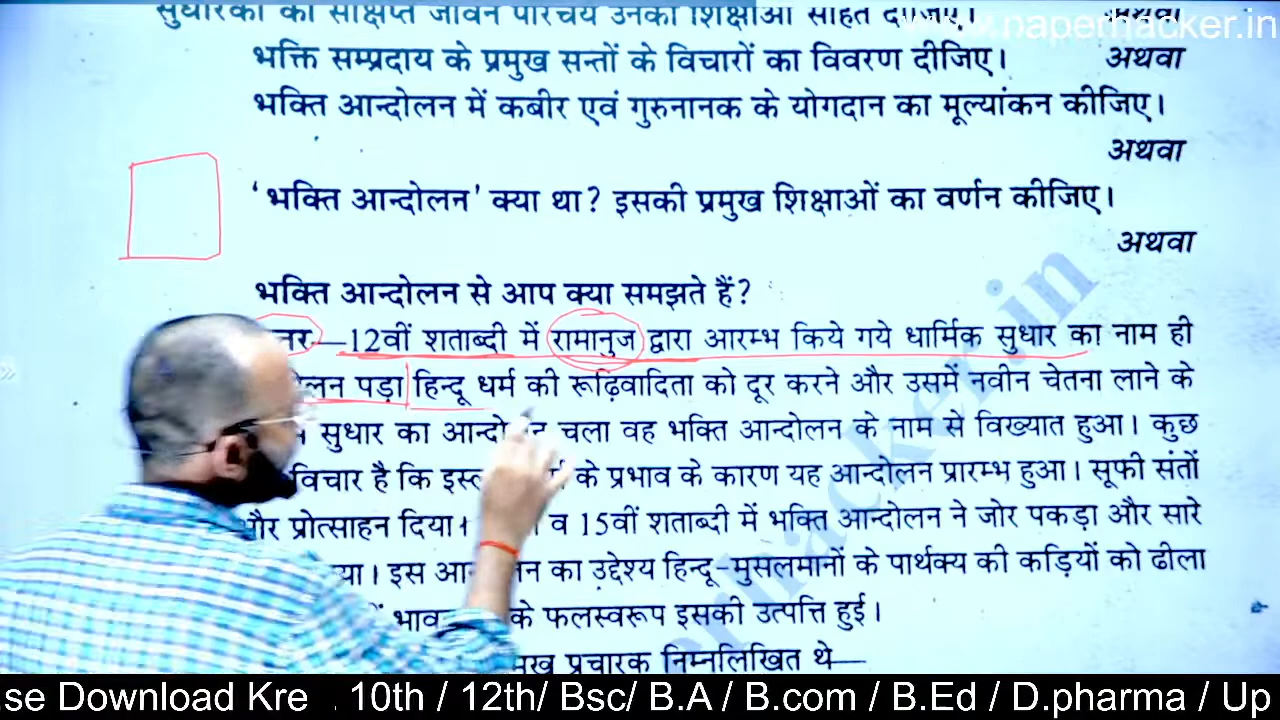 सुधारकों का संक्षिप्त जीवन परिचय उनकी शिक्षाओं सहित दीजिए। अथवा
www.naperhacker.in
भक्ति सम्प्रदाय के प्रमुख सन्तों के विचारों का विवरण दीजिए। अथवा
भक्ति आन्दोलन में कबीर एवं गुरुनानक के योगदान का मूल्यांकन कीजिए।
अथवा
‘भक्ति आन्दोलन’ क्या था? इसकी प्रमुख शिक्षाओं का वर्णन कीजिए।
अथवा
भक्ति आन्दोलन से आप क्या समझते हैं?
त्तर—12वीं शताब्दी में रामानुज द्वारा आरम्भ किये गये धार्मिक सुधार का नाम ही
लन पड़ा हिन्दू धर्म की रूढ़िवादिता को दूर करने और उसमें नवीन चेतना लाने के
सुधार का आन्दो न चला वह भक्ति आन्दोलन के नाम से विख्यात हुआ। कुछ
विचार है कि इस्ल के प्रभाव के कारण यह आन्दोलन प्रारम्भ हुआ। सूफी संतों
और प्रोत्साहन दिया। व 15वीं शताब्दी में भक्ति आन्दोलन ने जोर पकड़ा और सारे
या। इस आन न का उद्देश्य हिन्दू-मुसलमानों के पार्थक्य की कड़ियों को ढीला
भाव के फलस्वरूप इसकी उत्पत्ति हुई।
मुख प्रचारक निम्नलिखित थे—
.se Download Kre . 10th / 12th/ Bsc/ B.A / B.com / B.Ed / D.pharma / Up